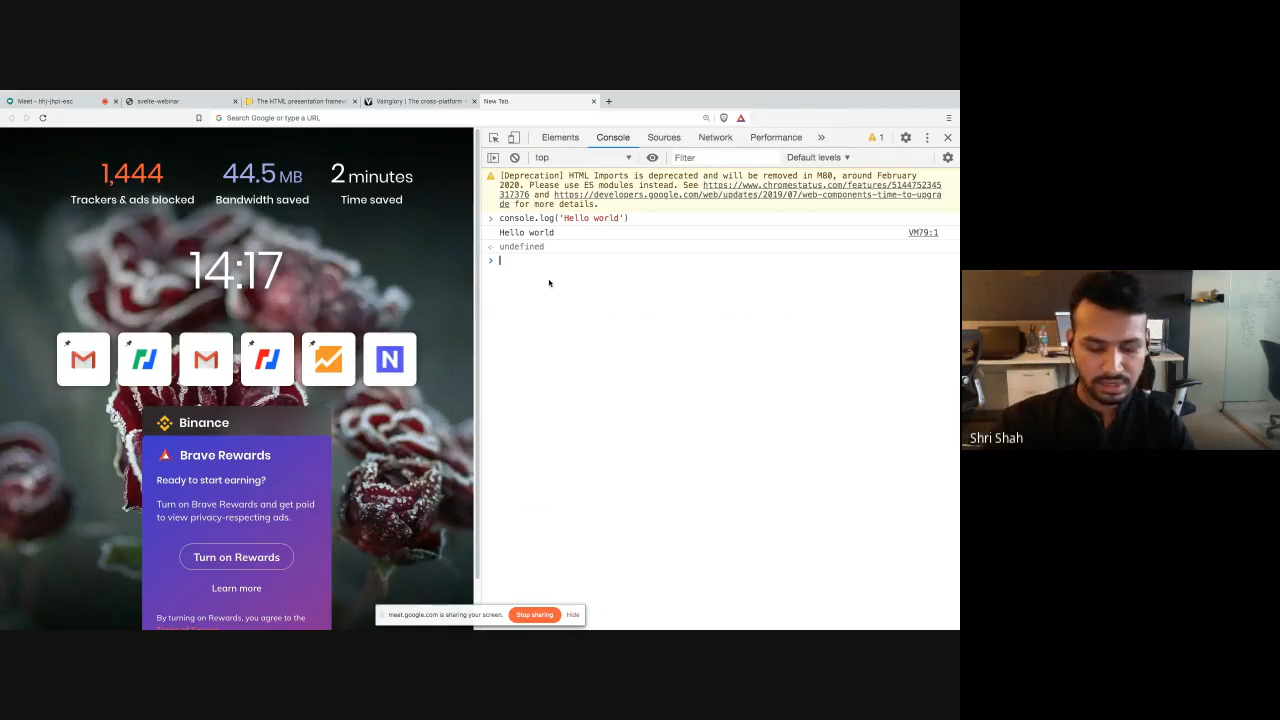 Meet - hhj-jhpi-esc
svelte-webinar
The HTML presentation framew
Vainglory | The cross-platform
New Tab
Search Google or type a URL
1,444
Trackers & ads blocked
44.5 MB
Bandwidth saved
2 minutes
Time saved
14:17
Binance
Brave Rewards
Ready to start earning?
Turn on Brave Rewards and get paid
to view privacy-respecting ads.
Turn on Rewards
Learn more
By turning on Rewards, you agree to the
Elements
Console
Sources
Network
Performance
»
1
top
Filter
Default levels
[Deprecation] HTML Imports is deprecated and will be removed in M80, around February
2020. Please use ES modules instead. See https://www.chromestatus.com/features/5144752345
317376 and https://developers.google.com/web/updates/2019/07/web-components-time-to-upgra
de for more details.
> console.log('Hello world')
Hello world
VM79:1
undefined
>
meet.google.com is sharing your screen.
Stop sharing
Hide
Shri Shah